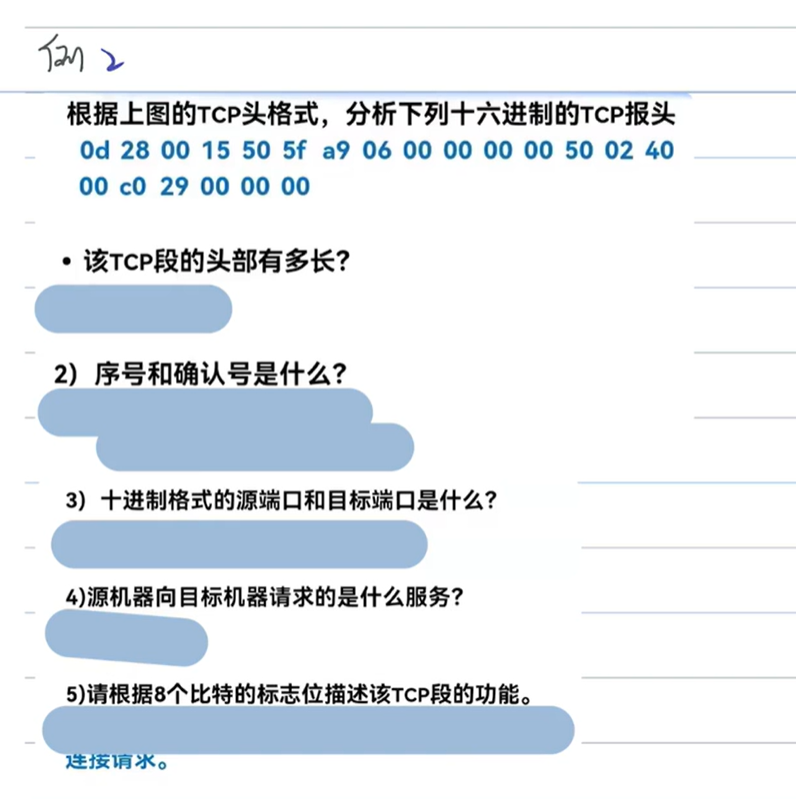 例2
根据上图的TCP头格式，分析下列十六进制的TCP报头
0d 28 00 15 50 5f a9 06 00 00 00 00 50 02 40
00 c0 29 00 00 00
• 该TCP段的头部有多长？
2）序号和确认号是什么？
3）十进制格式的源端口和目标端口是什么？
4)源机器向目标机器请求的是什么服务？
5)请根据8个比特的标志位描述该TCP段的功能。
连接请求。